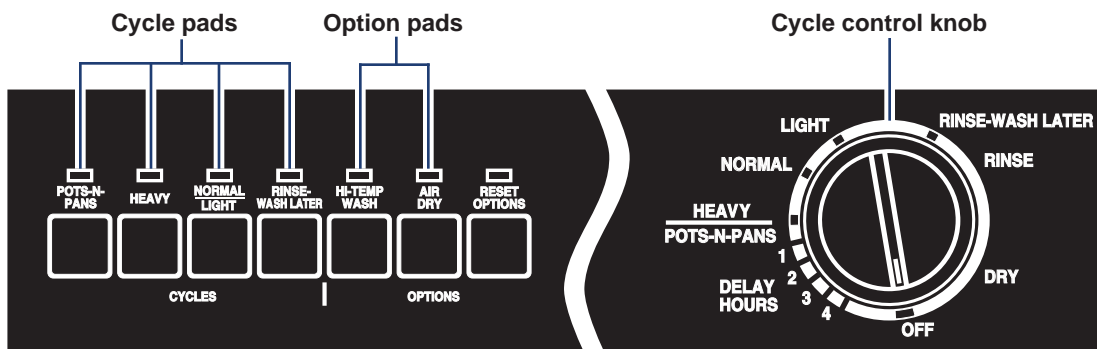 Cycle pads
Option pads
Cycle control knob
POTS-N-
PANS
HEAVY
NORMAL
LIGHT
RINSE-
WASH LATER
HI-TEMP
WASH
AIR
DRY
RESET
OPTIONS
CYCLES
OPTIONS
LIGHT
RINSE-WASH LATER
NORMAL
RINSE
HEAVY
POTS-N-PANS
1
2
3
4
DELAY
HOURS
DRY
OFF